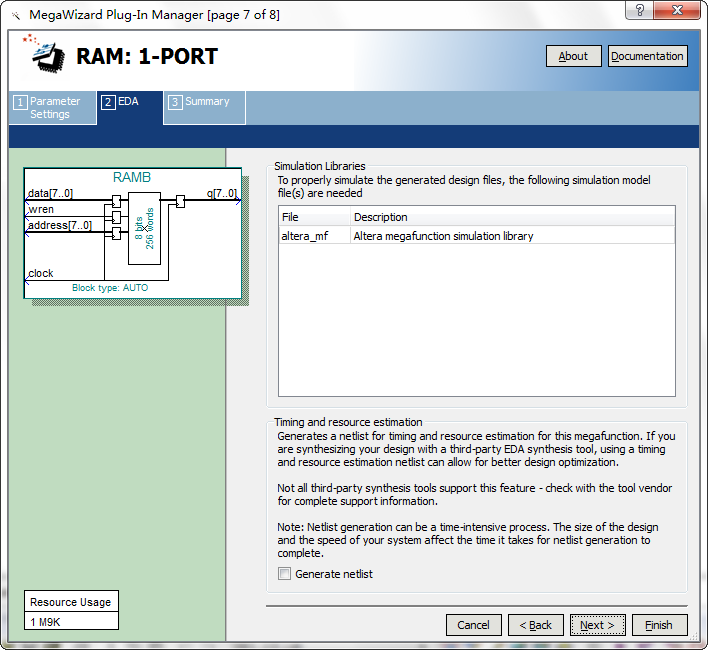 MegaWizard Plug-In Manager [page 7 of 8]
RAM: 1-PORT
About
Documentation
1 Parameter Settings
2 EDA
3 Summary
RAMB
data[7..0]
q[7..0]
wren
address[7..0]
8 bits
256 words
clock
Block type: AUTO
Simulation Libraries
To properly simulate the generated design files, the following simulation model
file(s) are needed
File Description
altera_mf Altera megafunction simulation library
Timing and resource estimation
Generates a netlist for timing and resource estimation for this megafunction. If you
are synthesizing your design with a third-party EDA synthesis tool, using a timing
and resource estimation netlist can allow for better design optimization.
Not all third-party synthesis tools support this feature - check with the tool vendor
for complete support information.
Note: Netlist generation can be a time-intensive process. The size of the design
and the speed of your system affect the time it takes for netlist generation to
complete.
Generate netlist
Resource Usage
1 M9K
Cancel
< Back
Next >
Finish